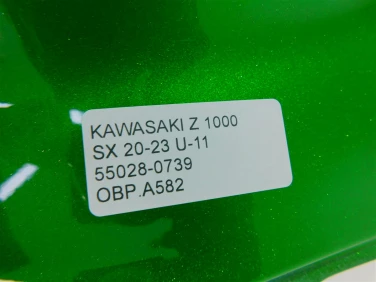 KAWASAKI Z 1000
SX 20-23 U-11
55028-0739
OBP.A582